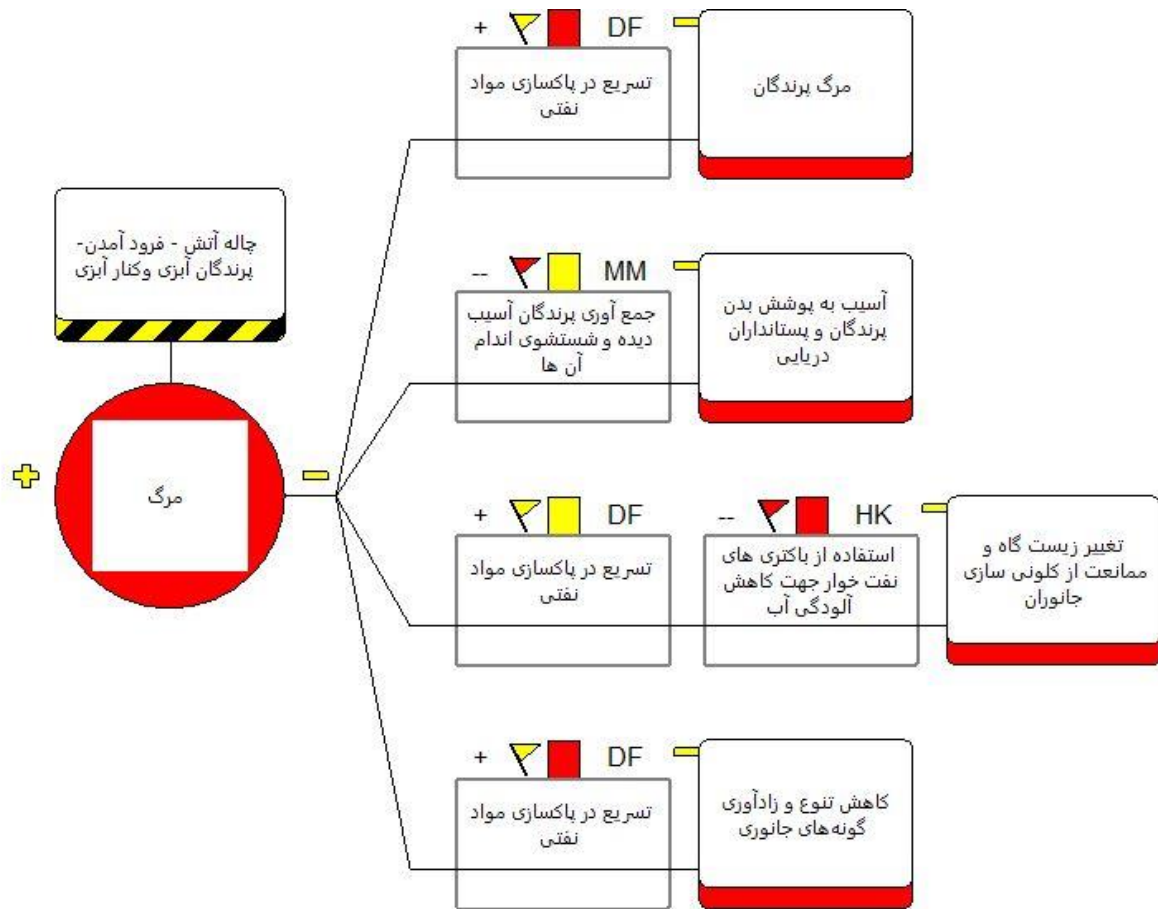 + DF
تسریع در پاکسازی مواد
نفتی
مرگ پرندگان
چاله آتش - فرود آمدن-
پرندگان آبزی وکنار آبزی
مرگ
-- MM
جمع آوری پرندگان آسیب
دیده و شستشوی اندام
آن ها
آسیب به پوشش بدن
پرندگان و پستانداران
دریایی
+ DF
تسریع در پاکسازی مواد
نفتی
-- HK
استفاده از باکتری های
نفت خوار جهت کاهش
آلودگی آب
تغییر زیست گاه و
ممانعت از کلونی سازی
جانوران
+ DF
تسریع در پاکسازی مواد
نفتی
کاهش تنوع و زادآوری
گونه‌های جانوری